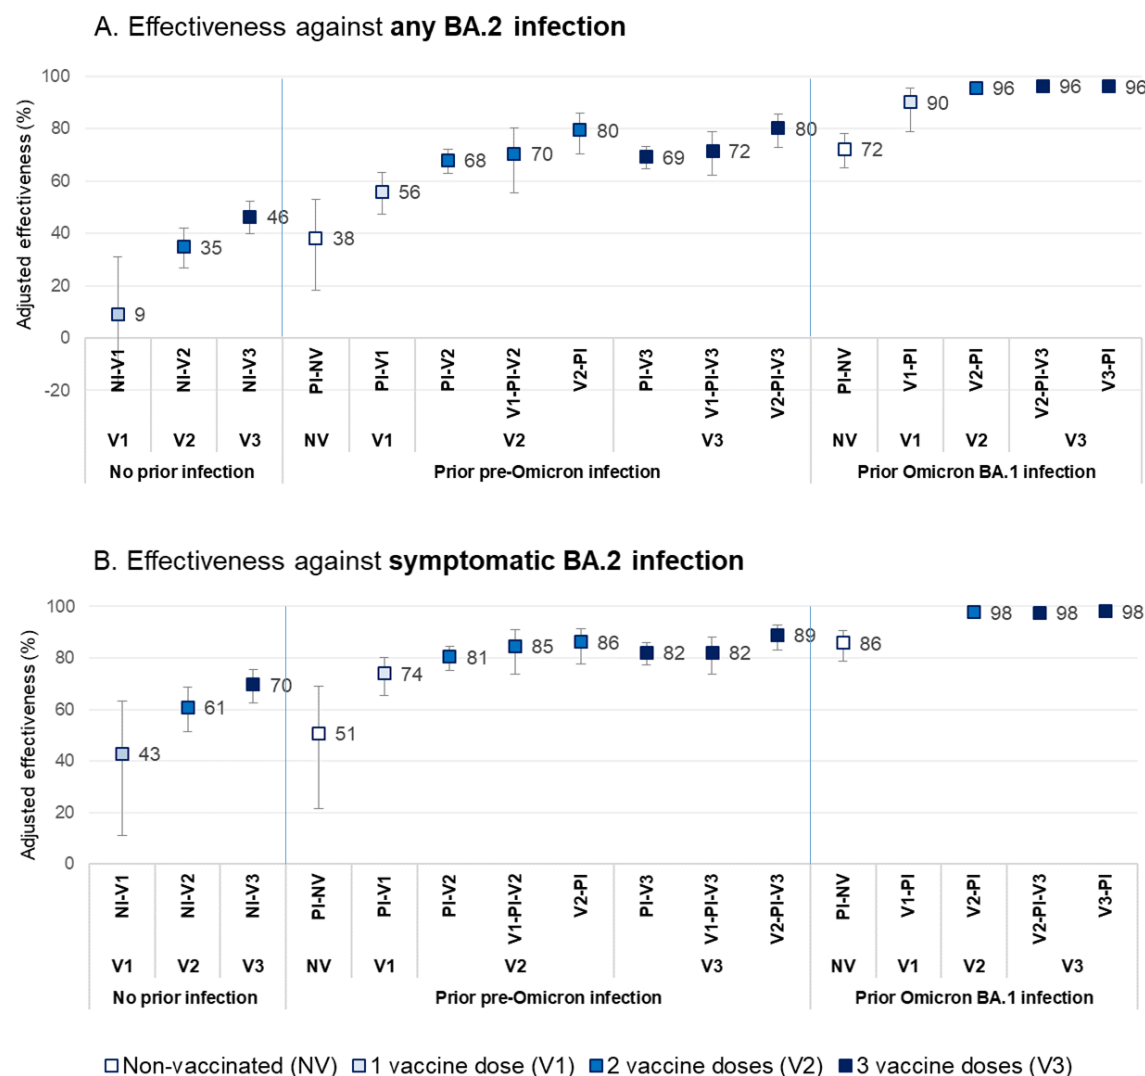 A. Effectiveness against any BA.2 infection
Adjusted effectiveness (%)
100
80
60
40
20
0
-20
9
35
46
38
56
68
70
80
69
72
80
72
90
96
96
96
NI-V1
NI-V2
NI-V3
PI-NV
PI-V1
PI-V2
V1-PI-V2
V2-PI
PI-V3
V1-PI-V3
V2-PI-V3
PI-NV
V1-PI
V2-PI
V2-PI-V3
V3-PI
V1 V2 V3 NV V1 V2 V3 NV V1 V2 V3
No prior infection Prior pre-Omicron infection Prior Omicron BA.1 infection
B. Effectiveness against symptomatic BA.2 infection
Adjusted effectiveness (%)
100
80
60
40
20
0
43
61
70
51
74
81
85
86
82
82
89
86
98
98
98
NI-V1
NI-V2
NI-V3
PI-NV
PI-V1
PI-V2
V1-PI-V2
V2-PI
PI-V3
V1-PI-V3
V2-PI-V3
PI-NV
V1-PI
V2-PI
V2-PI-V3
V3-PI
V1 V2 V3 NV V1 V2 V3 NV V1 V2 V3
No prior infection Prior pre-Omicron infection Prior Omicron BA.1 infection
Non-vaccinated (NV) 1 vaccine dose (V1) 2 vaccine doses (V2) 3 vaccine doses (V3)